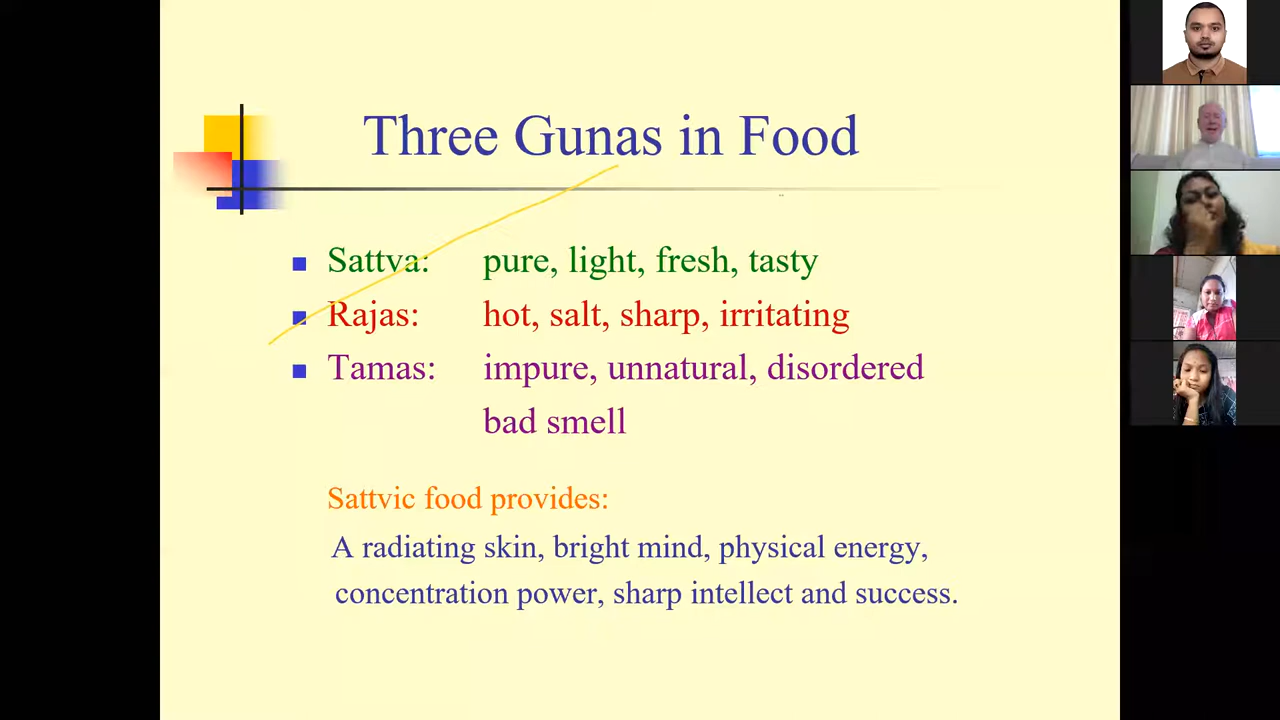 Three Gunas in Food
Sattva: pure, light, fresh, tasty
Rajas: hot, salt, sharp, irritating
Tamas: impure, unnatural, disordered
bad smell
Sattvic food provides:
A radiating skin, bright mind, physical energy,
concentration power, sharp intellect and success.